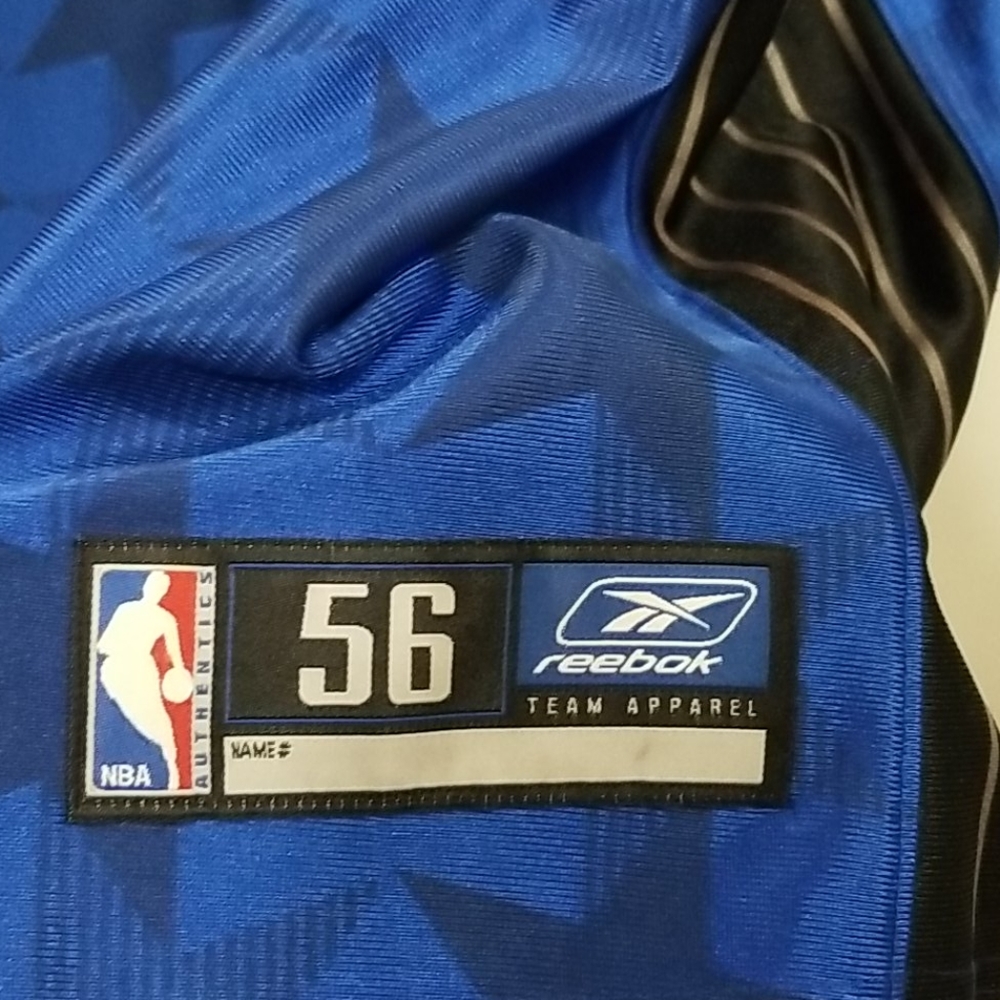 NBA
AUTHENTICS
56
reebok
TEAM APPAREL
NAME#